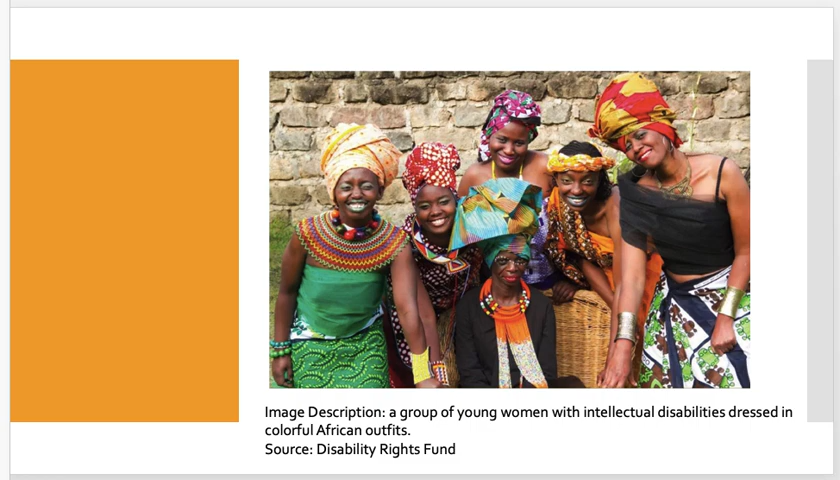 Image Description: a group of young women with intellectual disabilities dressed in
colorful African outfits.
Source: Disability Rights Fund